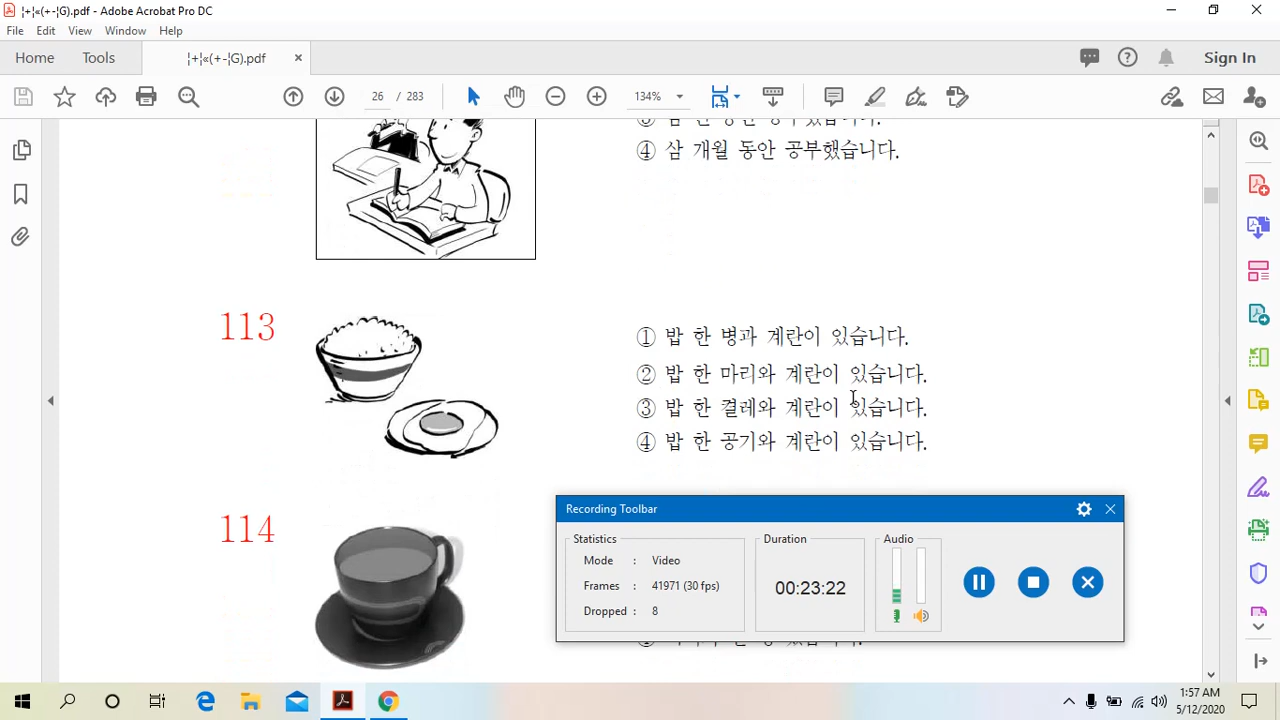 ¦+¦«(+-¦G).pdf - Adobe Acrobat Pro DC
File Edit View Window Help
Home Tools ¦+¦«(+-¦G).pdf × Sign In
26 / 283 134%
④ 삼 개월 동안 공부했습니다.
113
① 밥 한 병과 계란이 있습니다.
② 밥 한 마리와 계란이 있습니다.
③ 밥 한 켤레와 계란이 있습니다.
④ 밥 한 공기와 계란이 있습니다.
114
Recording Toolbar
Statistics
Mode : Video
Frames : 41971 (30 fps)
Dropped : 8
Duration
00:23:22
Audio
1:57 AM
5/12/2020